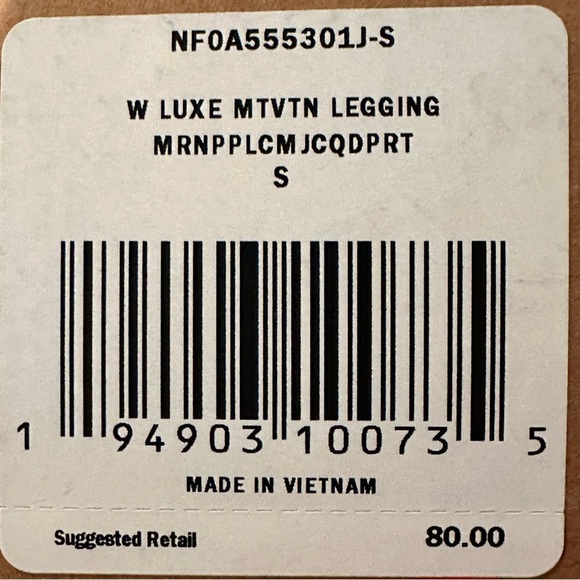 NF0A555301J-S
W LUXE MTVTN LEGGING
MRNPPLCMJCQDPRT
S
1 94903 10073 5
MADE IN VIETNAM
Suggested Retail 80.00